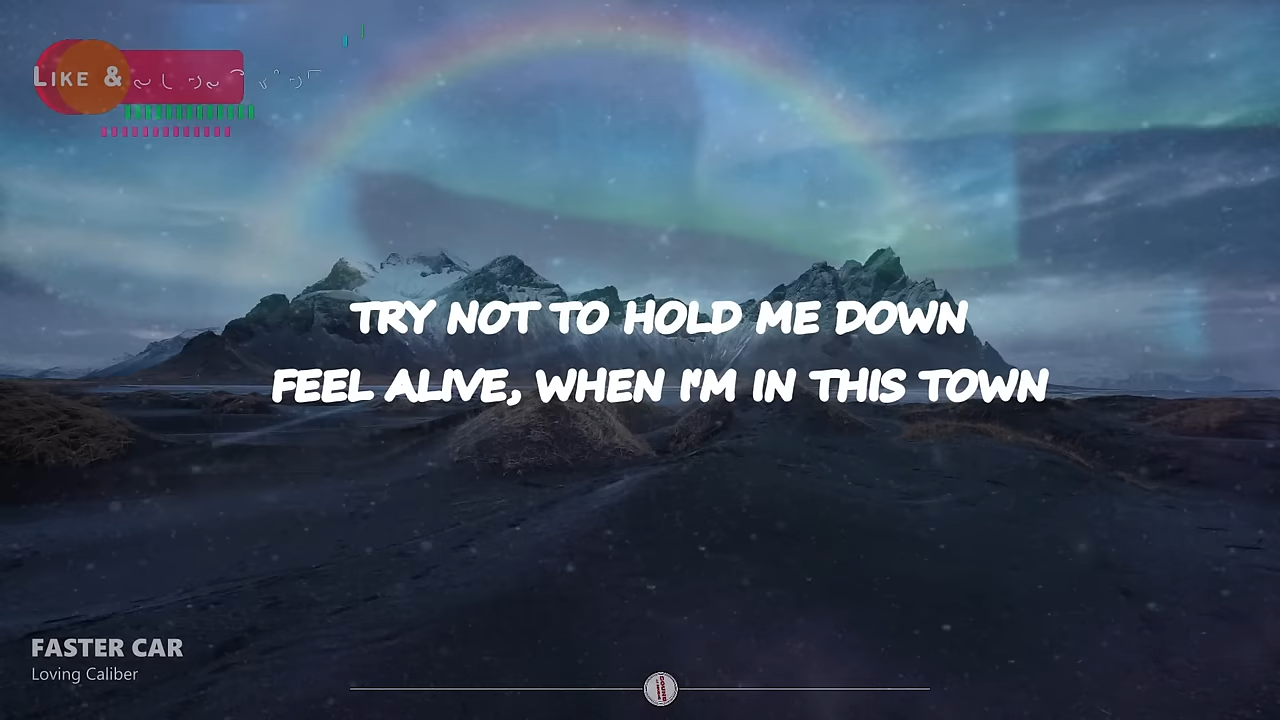 LIKE &
TRY NOT TO HOLD ME DOWN
FEEL ALIVE, WHEN I'M IN THIS TOWN
FASTER CAR
Loving Caliber